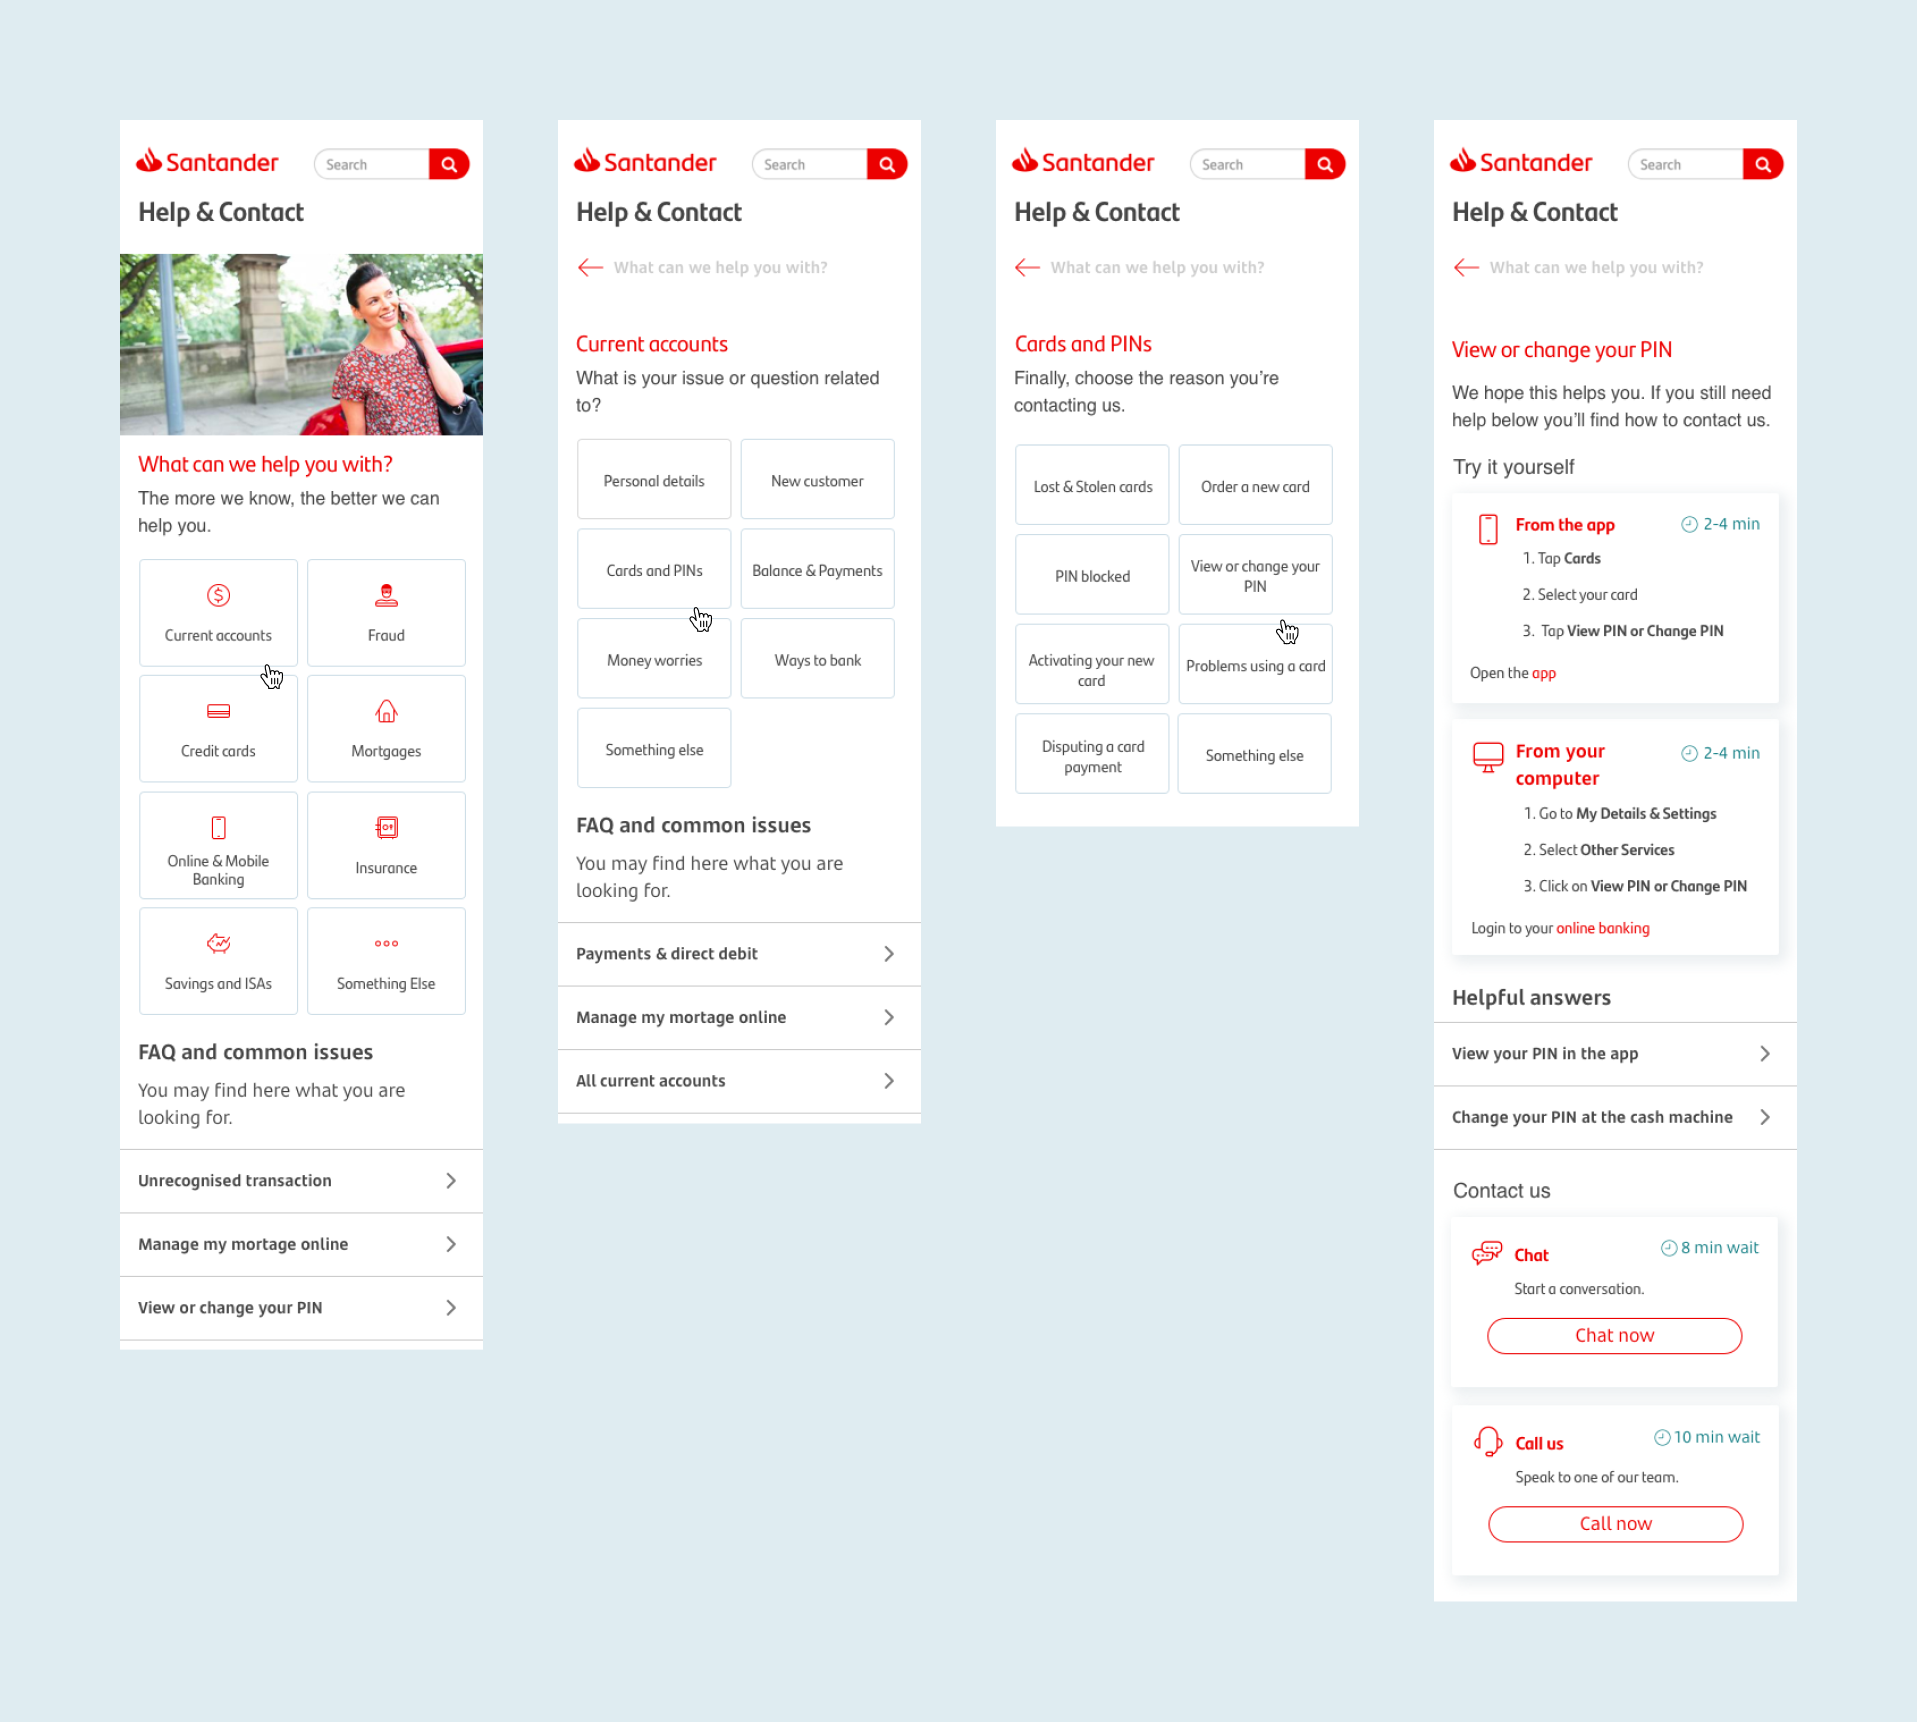 Santander
Search
Help & Contact
What can we help you with?
The more we know, the better we can
help you.
Current accounts
Fraud
Credit cards
Mortgages
Online & Mobile
Banking
Insurance
Savings and ISAs
Something Else
FAQ and common issues
You may find here what you are
looking for.
Unrecognised transaction
Manage my mortage online
View or change your PIN
Santander
Search
Help & Contact
What can we help you with?
Current accounts
What is your issue or question related
to?
Personal details
New customer
Cards and PINs
Balance & Payments
Money worries
Ways to bank
Something else
FAQ and common issues
You may find here what you are
looking for.
Payments & direct debit
Manage my mortage online
All current accounts
Santander
Search
Help & Contact
What can we help you with?
Cards and PINs
Finally, choose the reason you're
contacting us.
Lost & Stolen cards
Order a new card
PIN blocked
View or change your
PIN
Activating your new
card
Problems using a card
Disputing a card
payment
Something else
Santander
Search
Help & Contact
What can we help you with?
View or change your PIN
We hope this helps you. If you still need
help below you'll find how to contact us.
Try it yourself
From the app
2-4 min
1. Tap Cards
2. Select your card
3. Tap View PIN or Change PIN
Open the app
From your
computer
2-4 min
1. Go to My Details & Settings
2. Select Other Services
3. Click on View PIN or Change PIN
Login to your online banking
Helpful answers
View your PIN in the app
Change your PIN at the cash machine
Contact us
Chat
8 min wait
Start a conversation.
Chat now
Call us
10 min wait
Speak to one of our team.
Call now